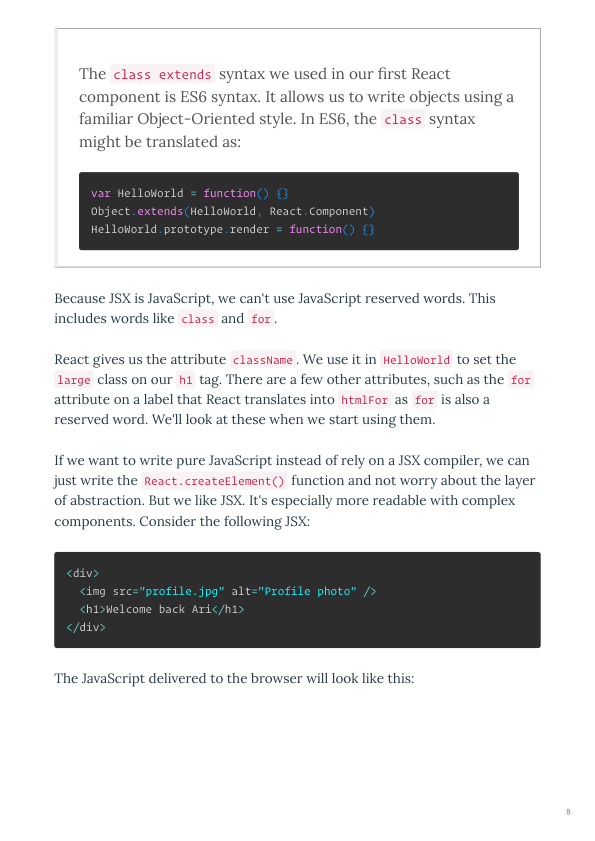 The class extends syntax we used in our first React
component is ES6 syntax. It allows us to write objects using a
familiar Object-Oriented style. In ES6, the class syntax
might be translated as:
var HelloWorld = function() {}
Object.extends(HelloWorld, React.Component)
HelloWorld.prototype.render = function() {}
Because JSX is JavaScript, we can't use JavaScript reserved words. This
includes words like class and for.
React gives us the attribute className. We use it in HelloWorld to set the
large class on our h1 tag. There are a few other attributes, such as the for
attribute on a label that React translates into htmlFor as for is also a
reserved word. We'll look at these when we start using them.
If we want to write pure JavaScript instead of rely on a JSX compiler, we can
just write the React.createElement() function and not worry about the layer
of abstraction. But we like JSX. It's especially more readable with complex
components. Consider the following JSX:
<div>
  <img src="profile.jpg" alt="Profile photo" />
  <h1>Welcome back Ari</h1>
</div>
The JavaScript delivered to the browser will look like this:
8